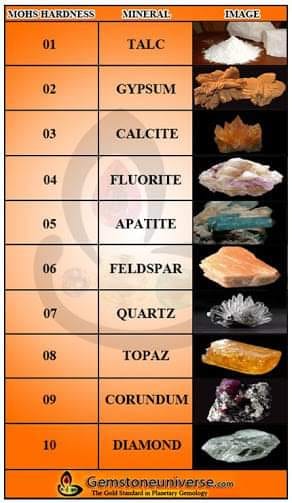 MOHS HARDNESS MINERAL IMAGE
01 TALC
02 GYPSUM
03 CALCITE
04 FLUORITE
05 APATITE
06 FELDSPAR
07 QUARTZ
08 TOPAZ
09 CORUNDUM
10 DIAMOND
Gemstoneuniverse.com
The Gold Standard in Planetary Gemology